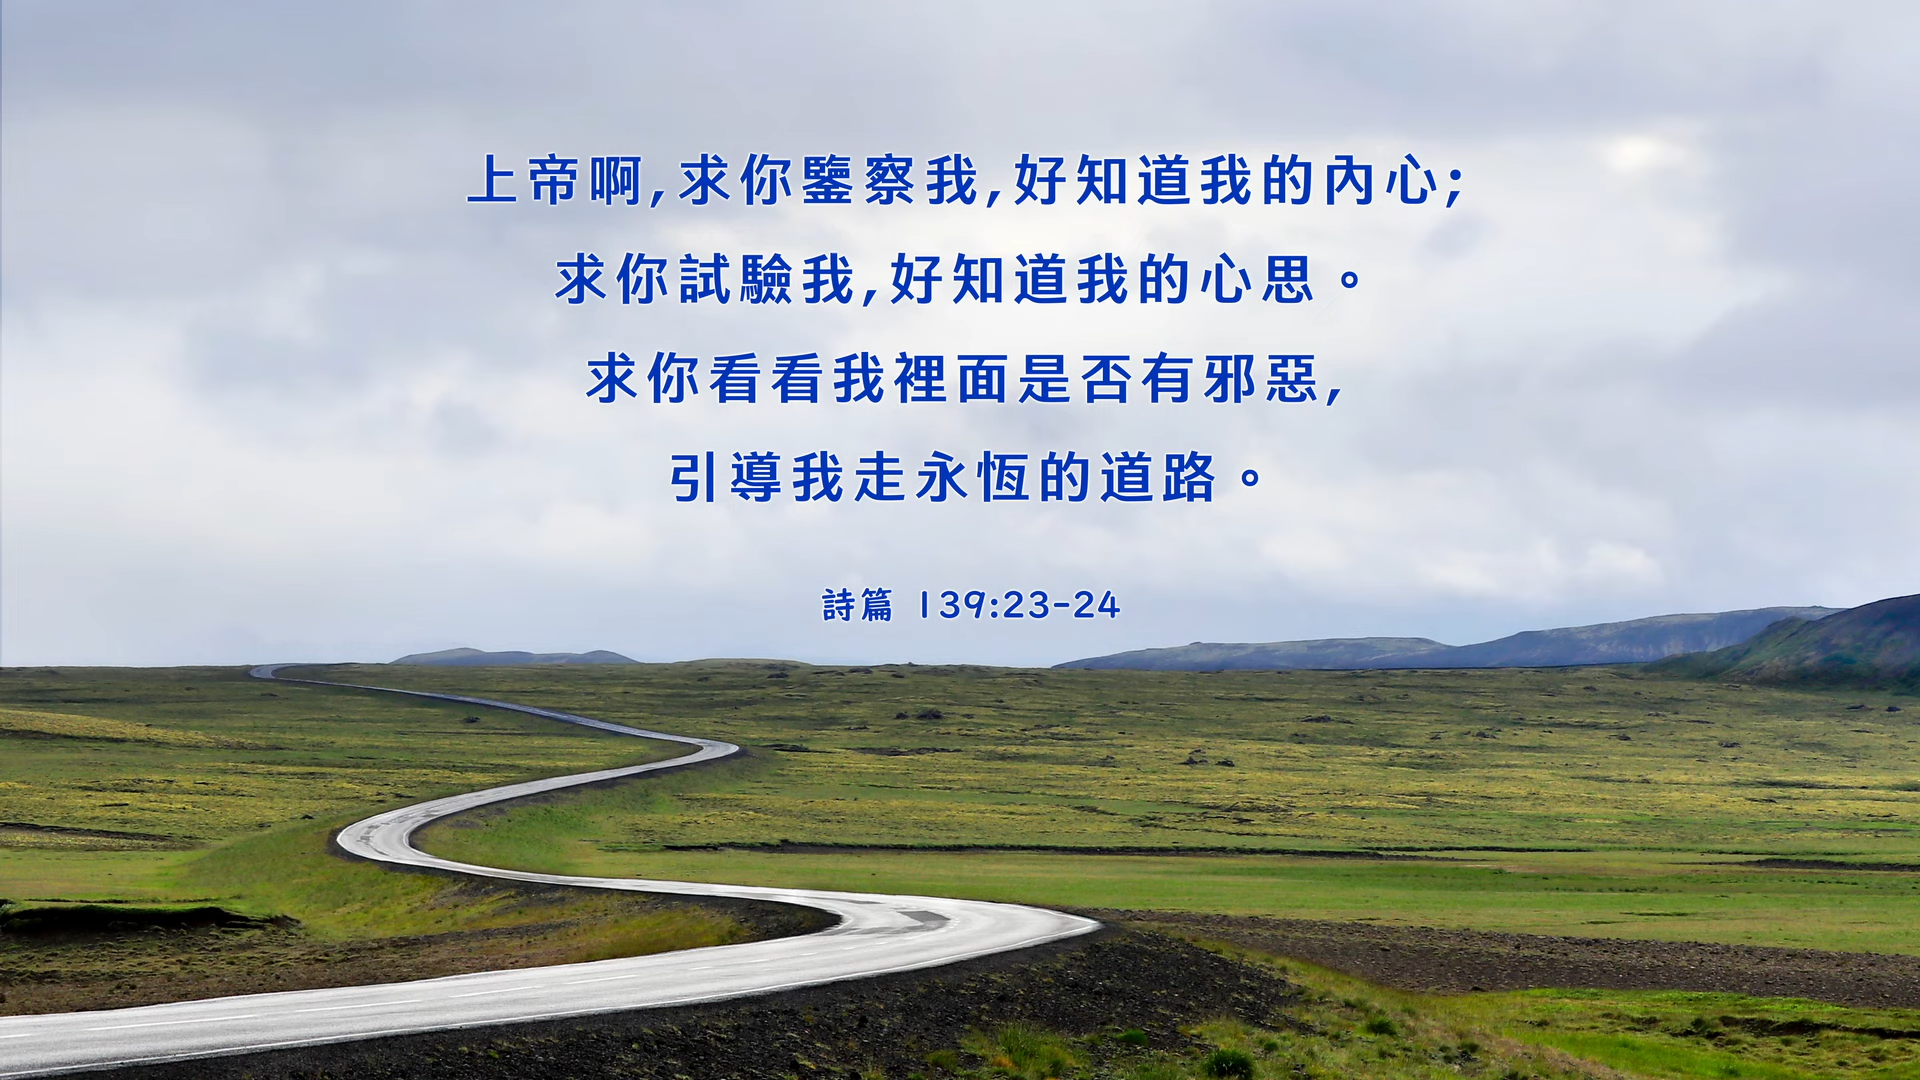 上帝啊,求你鑒察我,好知道我的內心;
求你試驗我,好知道我的心思。
求你看看我裡面是否有邪惡,
引導我走永恆的道路。
詩篇 139:23-24